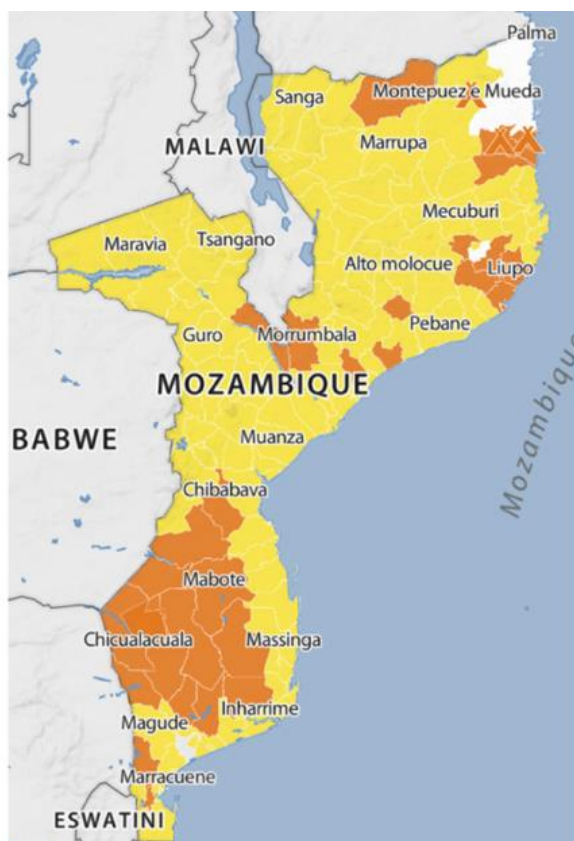 Palma
Sanga
Montepuez e Mueda
MALAWI
Marrupa
Mecuburi
Maravia
Tsangano
Alto molocue
Liupo
Guro
Morrumbala
Pebane
MOZAMBIQUE
Mozambique
BABWE
Muanza
Chibabava
Mabote
Chicualacuala
Massinga
Magude
Inharrime
Marracuene
ESWATINI